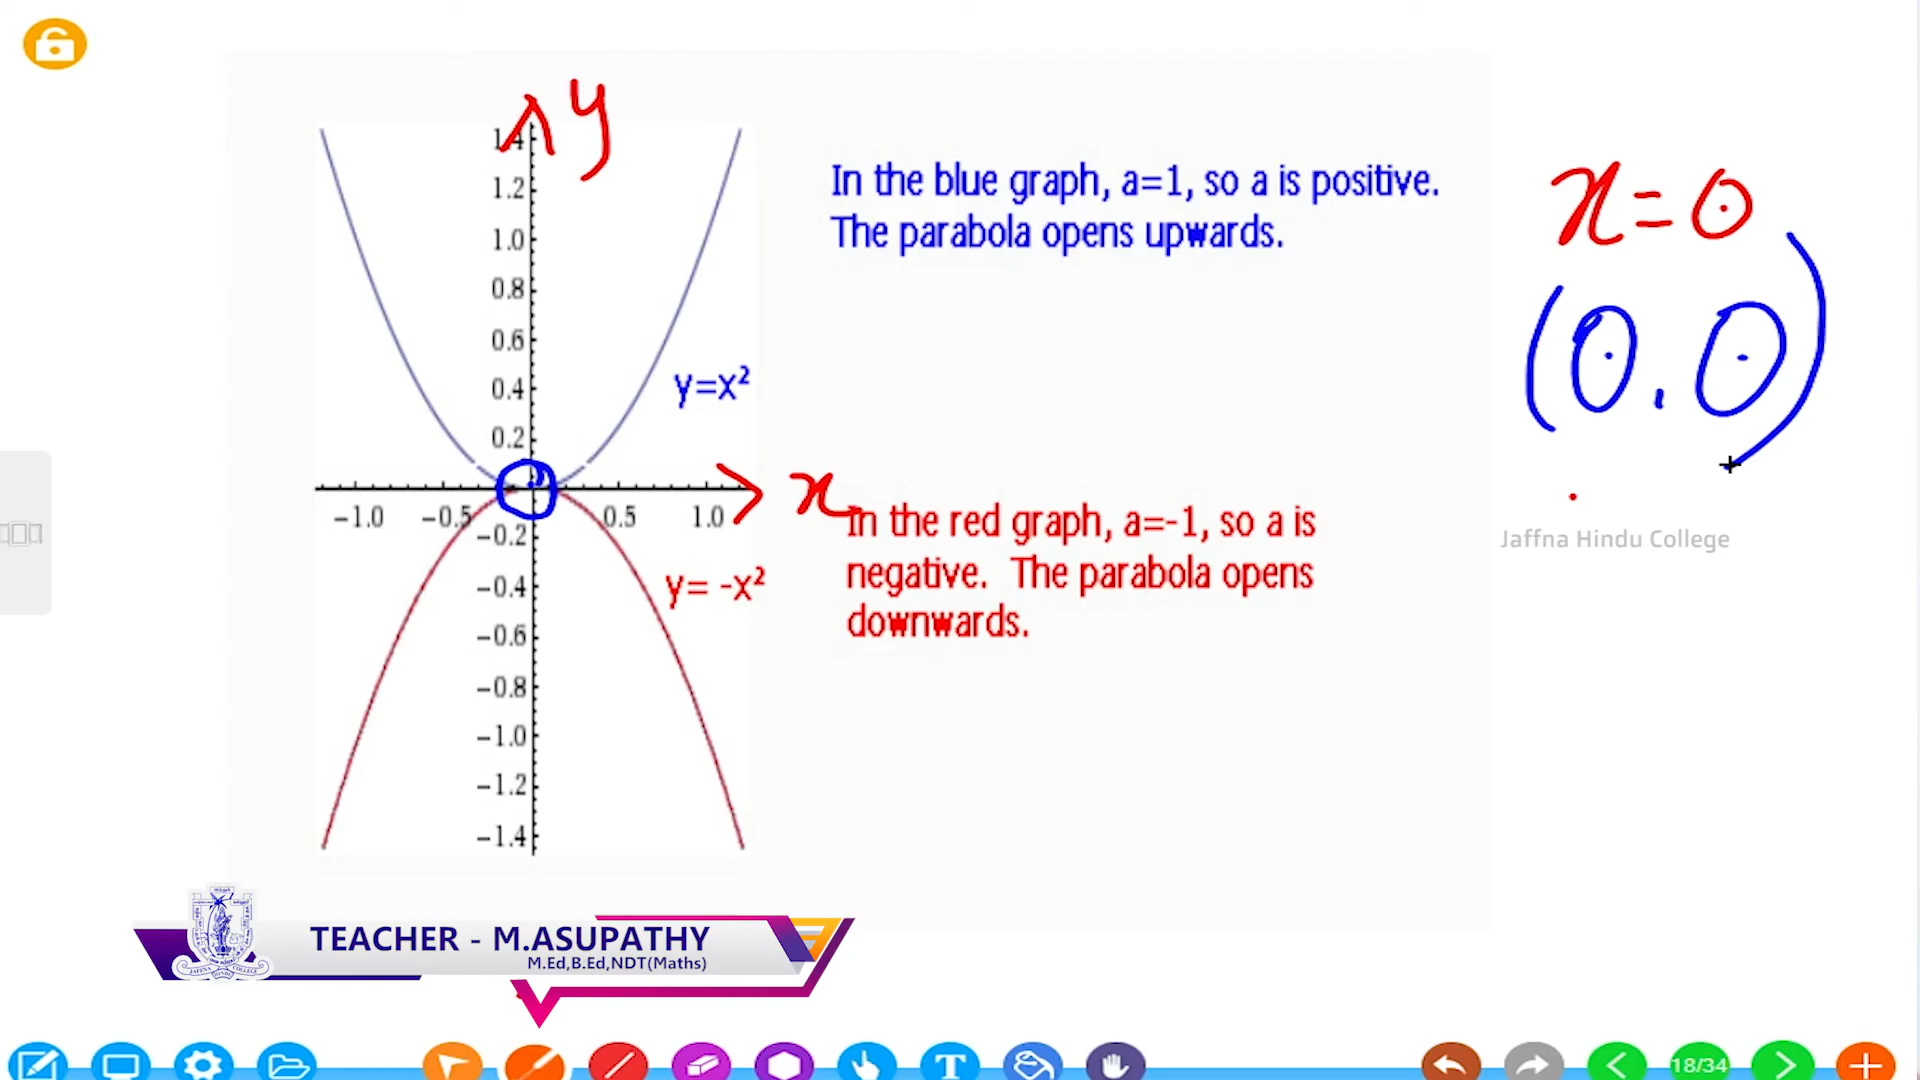 y
1.4
1.2
1.0
0.8
0.6
0.4
0.2
y=x²
In the blue graph, a=1, so a is positive.
The parabola opens upwards.
x=0
(0,0)
x
-1.0 -0.5 0.5 1.0
-0.2
-0.4
-0.6
-0.8
-1.0
-1.2
-1.4
y= -x²
In the red graph, a=-1, so a is
negative. The parabola opens
downwards.
Jaffna Hindu College
TEACHER - M.ASUPATHY
M.Ed,B.Ed,NDT(Maths)
JAFFNA HINDU COLLEGE
T
18/34